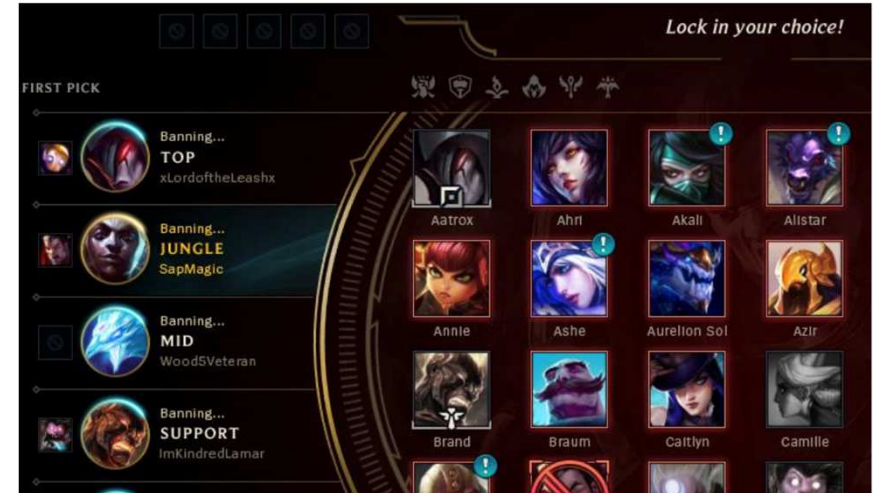 Lock in your choice!
FIRST PICK
Banning...
TOP
xLordoftheLeashx
Banning...
JUNGLE
SapMagic
Banning...
MID
Wood5Veteran
Banning...
SUPPORT
ImKindredLamar
Aatrox
Ahri
Akali
Alistar
Annie
Ashe
Aurelion Sol
Azir
Brand
Braum
Caitlyn
Camille